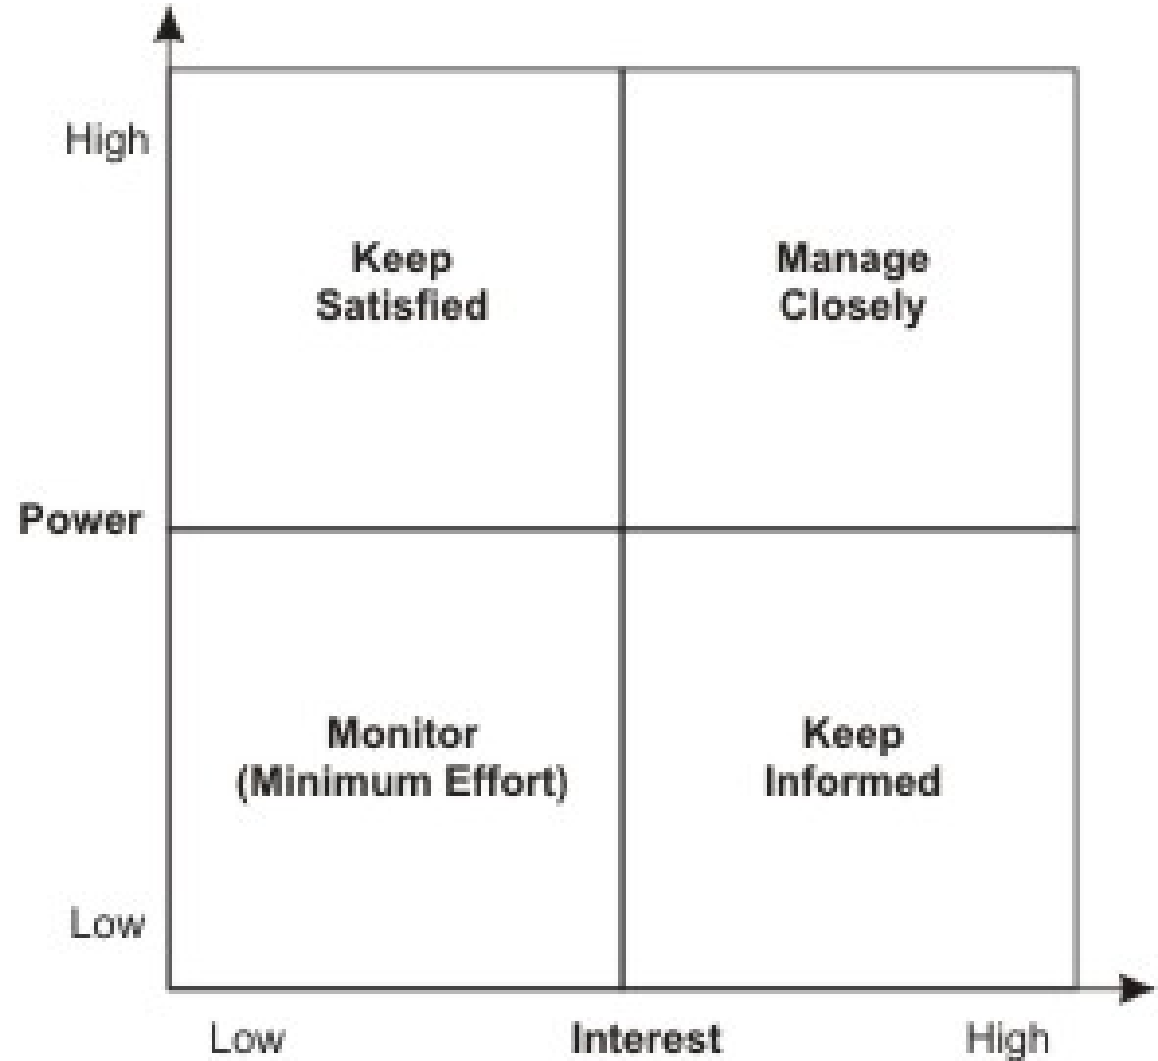 High
Keep
Satisfied
Manage
Closely
Power
Monitor
(Minimum Effort)
Keep
Informed
Low
Low
Interest
High